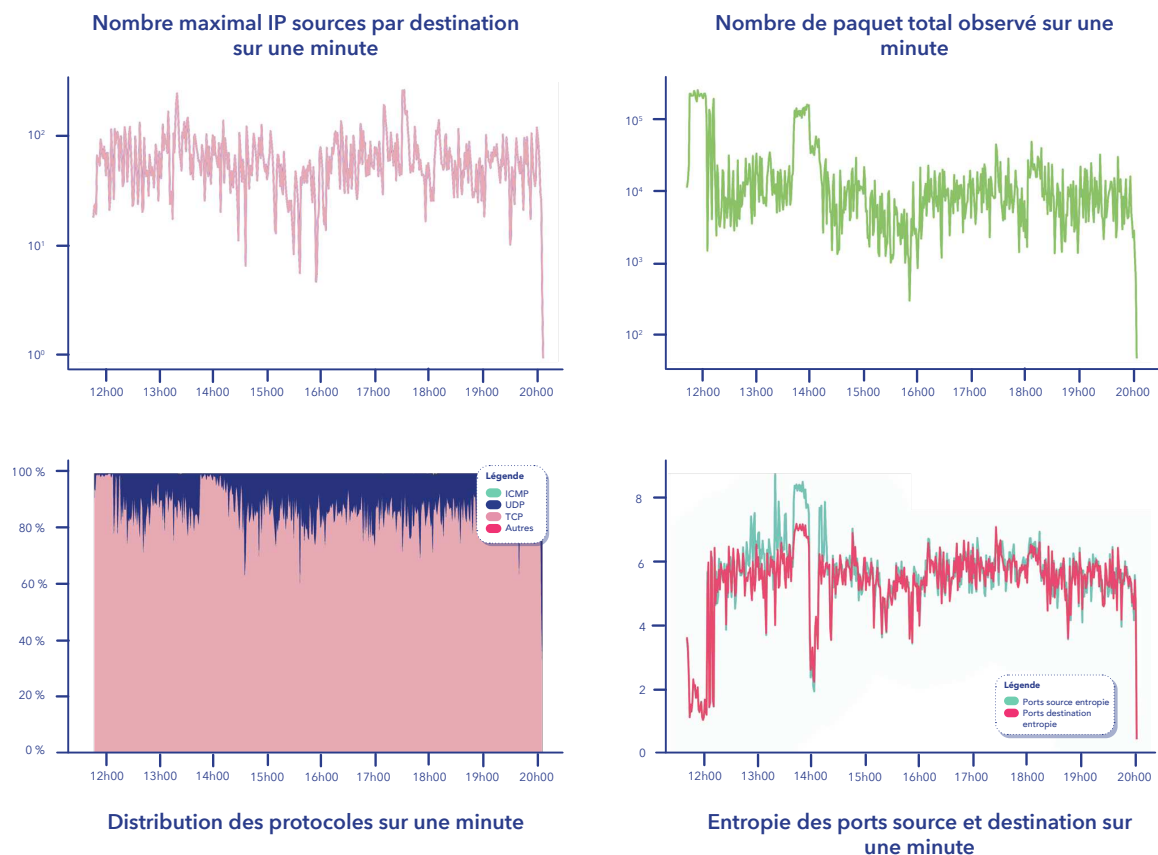 Nombre maximal IP sources par destination
sur une minute
10²
10¹
10⁰
12h00 13h00 14h00 15h00 16h00 17h00 18h00 19h00 20h00
Nombre de paquet total observé sur une
minute
10⁵
10⁴
10³
10²
12h00 13h00 14h00 15h00 16h00 17h00 18h00 19h00 20h00
100 %
80 %
60 %
40 %
20 %
0 %
Légende
ICMP
UDP
TCP
Autres
12h00 13h00 14h00 15h00 16h00 17h00 18h00 19h00 20h00
Distribution des protocoles sur une minute
8
6
4
2
0
Légende
Ports source entropie
Ports destination
entropie
12h00 13h00 14h00 15h00 16h00 17h00 18h00 19h00 20h00
Entropie des ports source et destination sur
une minute